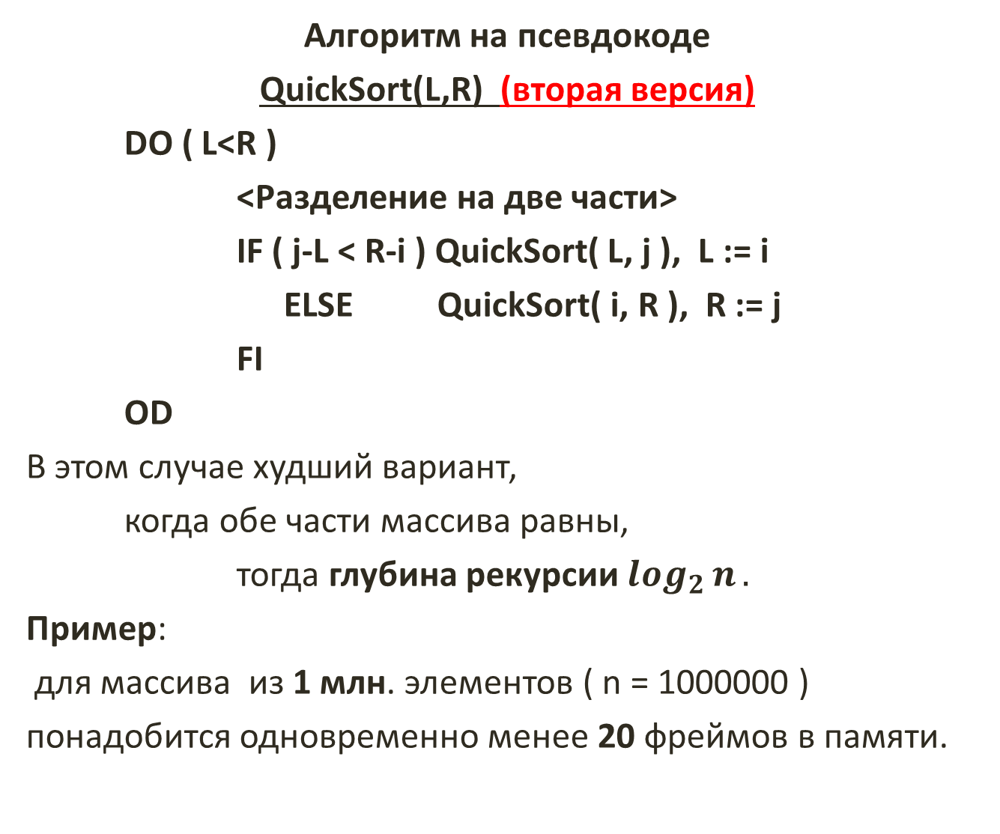 Алгоритм на псевдокоде
QuickSort(L,R) (вторая версия)
DO ( L<R )
<Разделение на две части>
IF ( j-L < R-i ) QuickSort( L, j ), L := i
ELSE QuickSort( i, R ), R := j
FI
OD
В этом случае худший вариант,
когда обе части массива равны,
тогда глубина рекурсии log₂ n .
Пример:
для массива из 1 млн. элементов ( n = 1000000 )
понадобится одновременно менее 20 фреймов в памяти.